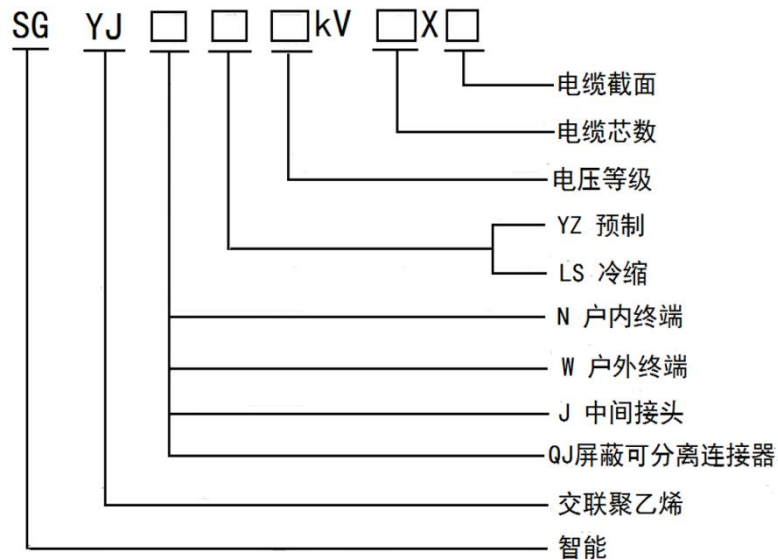 SG YJ □ □ □kV □X□
电缆截面
电缆芯数
电压等级
YZ 预制
LS 冷缩
N 户内终端
W 户外终端
J 中间接头
QJ屏蔽可分离连接器
交联聚乙烯
智能